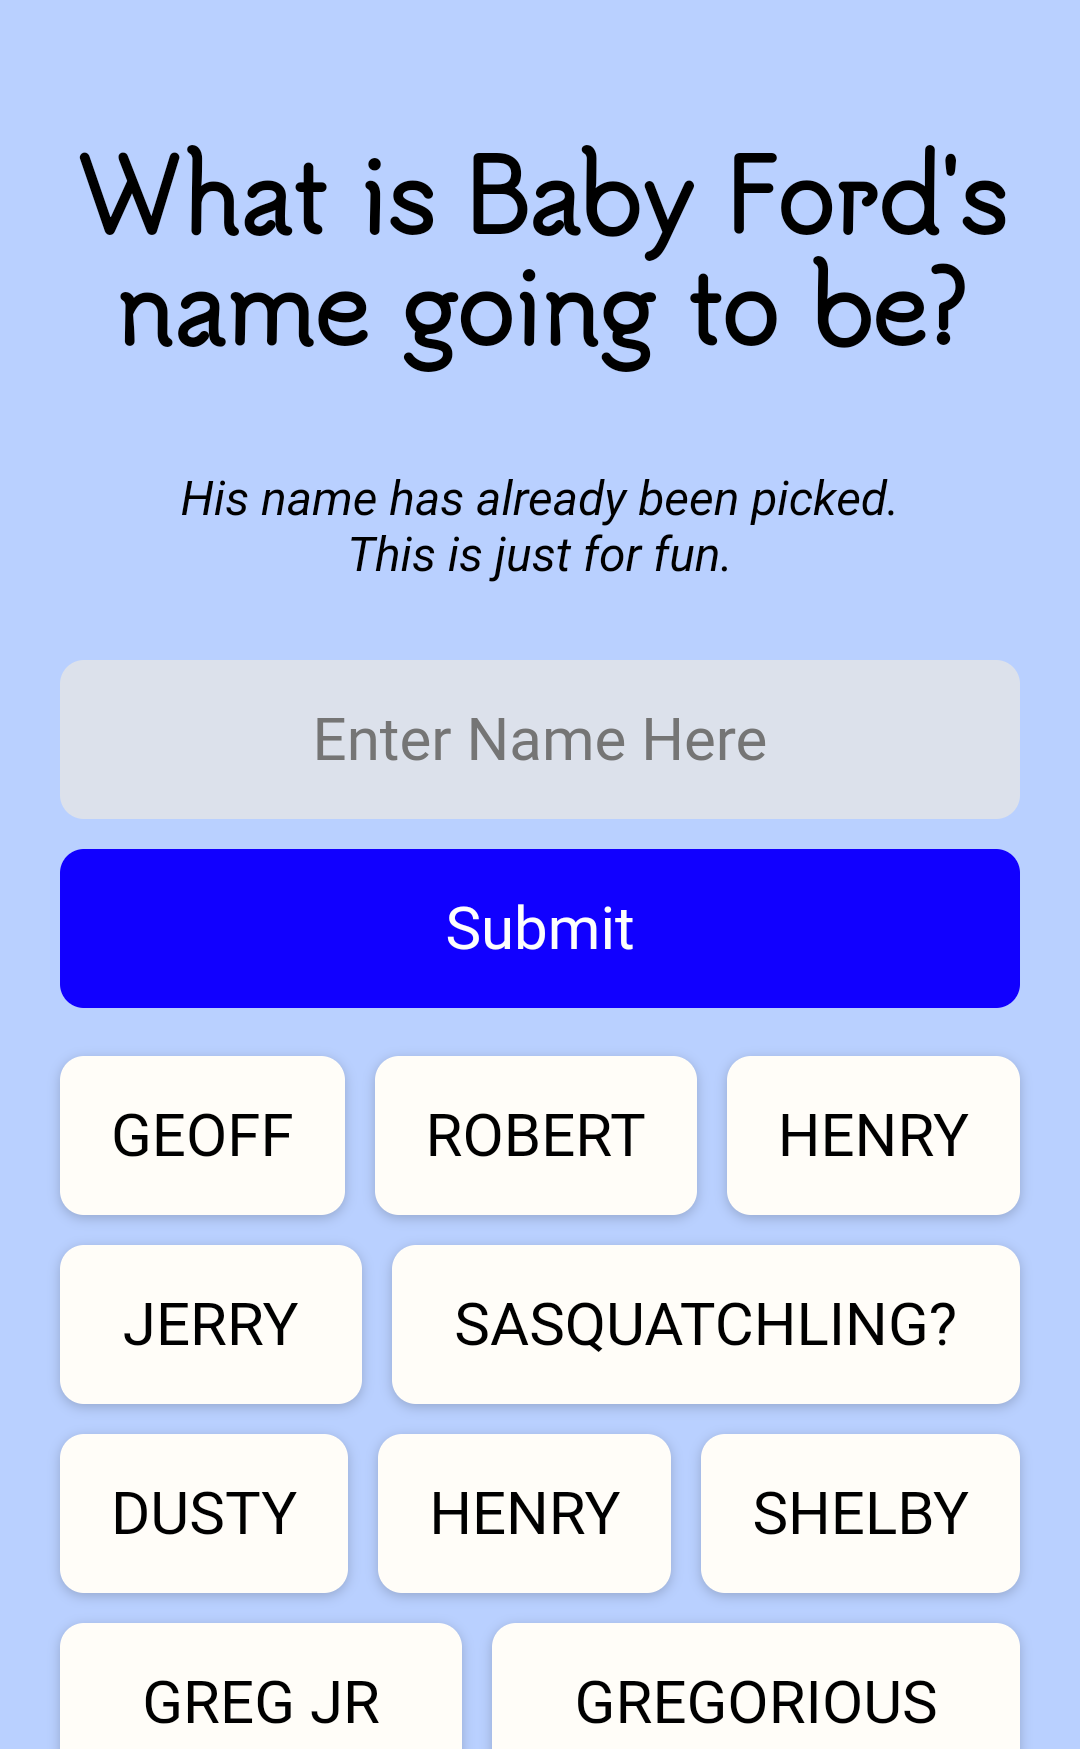 What is Baby Ford's
name going to be?
His name has already been picked.
This is just for fun.
Enter Name Here
Submit
GEOFF ROBERT HENRY
JERRY SASQUATCHLING?
DUSTY HENRY SHELBY
GREG JR GREGORIOUS